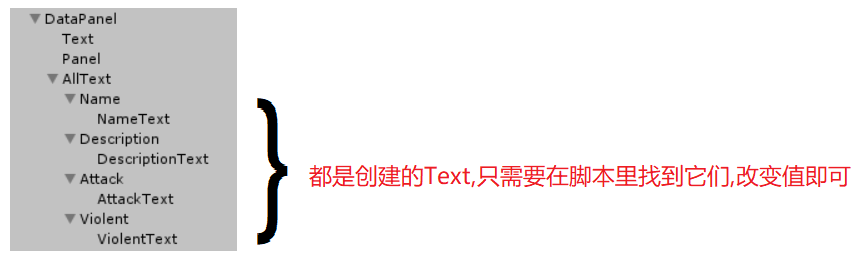 DataPanel
Text
Panel
AllText
Name
NameText
Description
DescriptionText
Attack
AttackText
Violent
ViolentText
都是创建的Text,只需要在脚本里找到它们,改变值即可